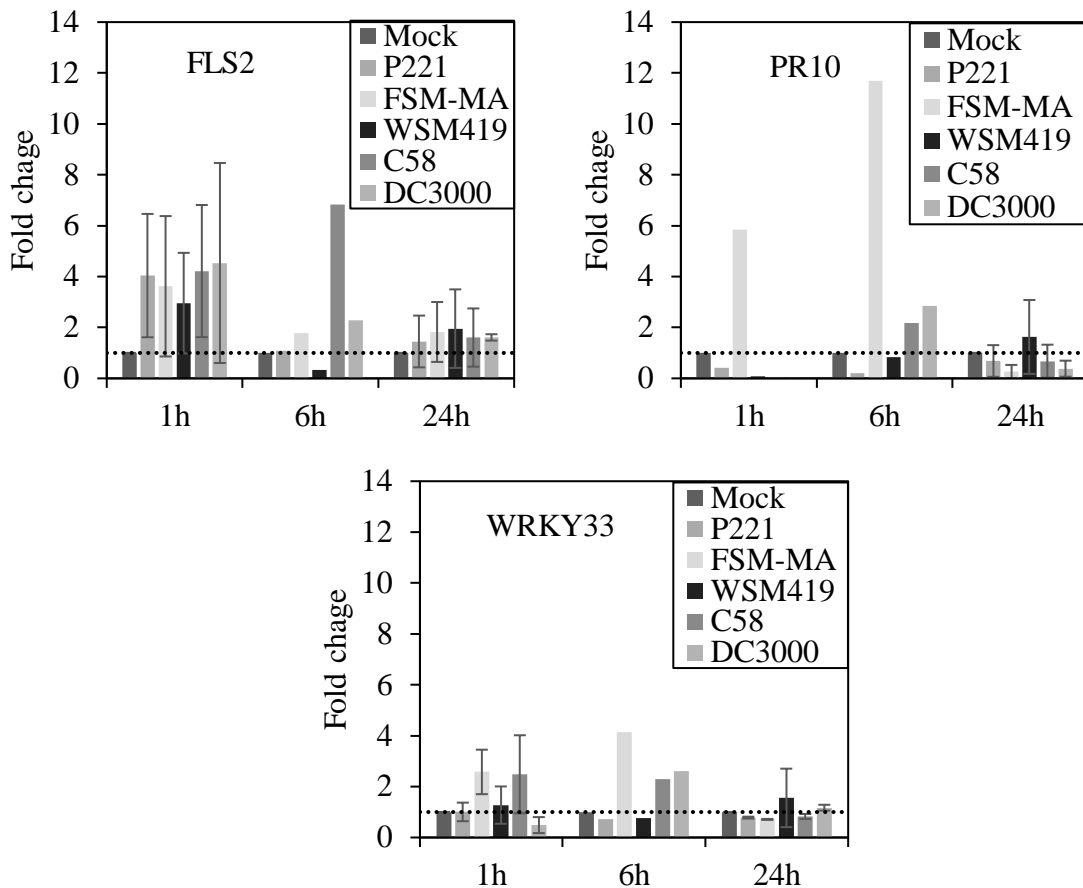 FLS2
Fold chage
14
12
10
8
6
4
2
0
1h
6h
24h
Mock
P221
FSM-MA
WSM419
C58
DC3000
PR10
Fold chage
14
12
10
8
6
4
2
0
1h
6h
24h
Mock
P221
FSM-MA
WSM419
C58
DC3000
WRKY33
Fold chage
14
12
10
8
6
4
2
0
1h
6h
24h
Mock
P221
FSM-MA
WSM419
C58
DC3000